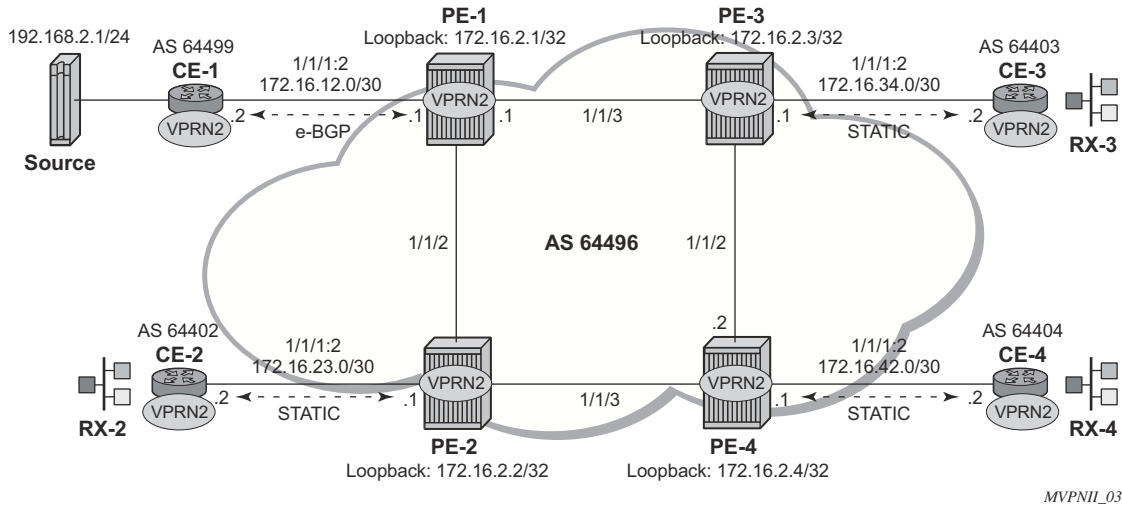 PE-1
Loopback: 172.16.2.1/32
PE-3
Loopback: 172.16.2.3/32
192.168.2.1/24
Source
AS 64499
CE-1
VPRN2
.2
1/1/1:2
172.16.12.0/30
e-BGP
.1
VPRN2
.1
1/1/3
VPRN2
.1
1/1/1:2
172.16.34.0/30
STATIC
.2
AS 64403
CE-3
VPRN2
RX-3
1/1/2
AS 64496
1/1/2
.2
RX-2
AS 64402
CE-2
VPRN2
.2
1/1/1:2
172.16.23.0/30
STATIC
.1
VPRN2
PE-2
Loopback: 172.16.2.2/32
1/1/3
VPRN2
PE-4
Loopback: 172.16.2.4/32
.1
1/1/1:2
172.16.42.0/30
STATIC
.2
AS 64404
CE-4
VPRN2
RX-4
MVPNII_03